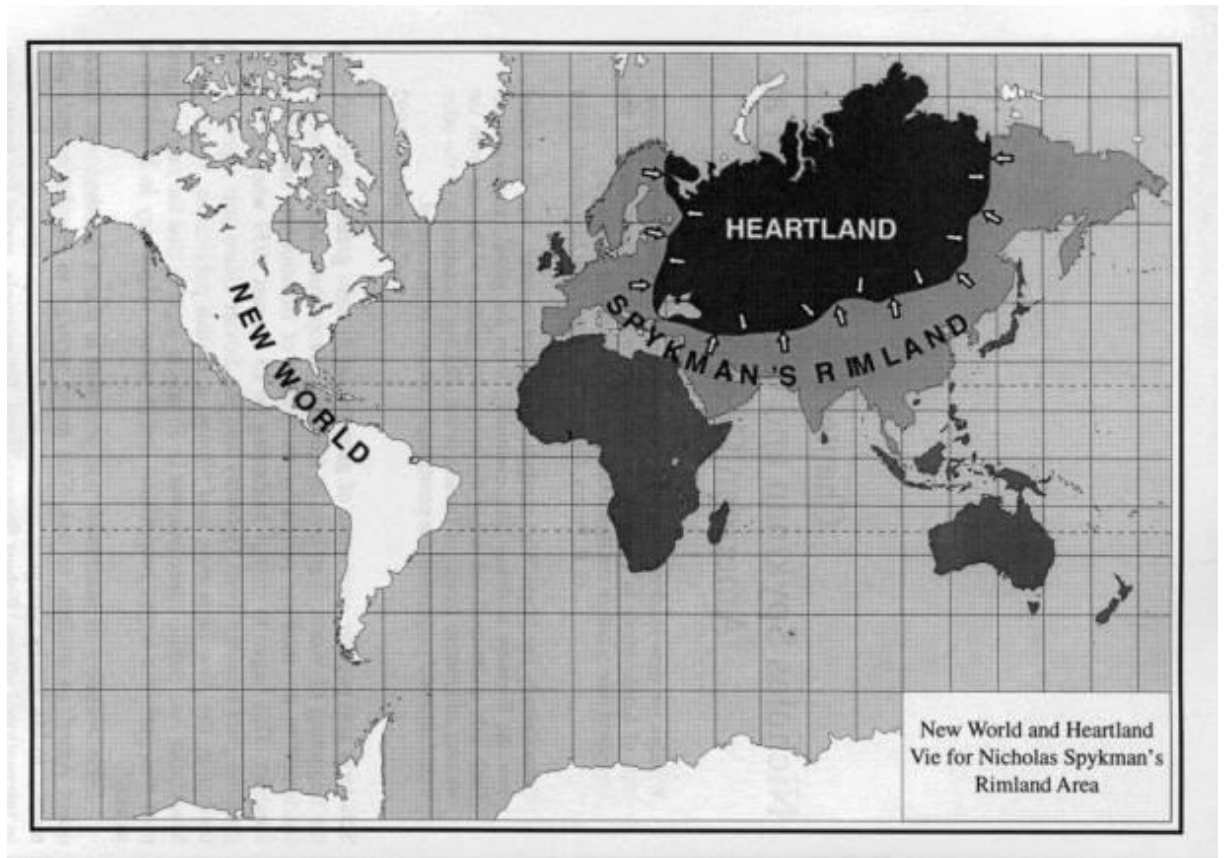 NEW WORLD
HEARTLAND
SPYKMAN'S RIMLAND
New World and Heartland
Vie for Nicholas Spykman's
Rimland Area